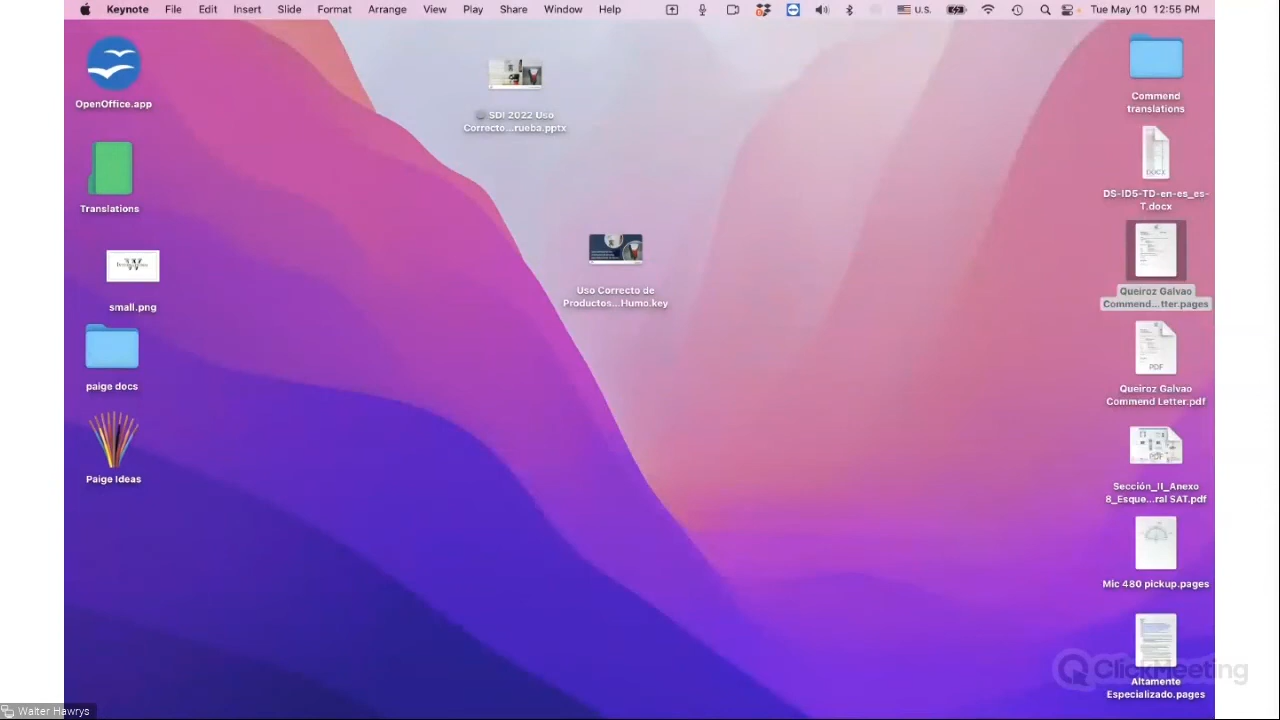 Keynote File Edit Insert Slide Format Arrange View Play Share Window Help U.S. Tue May 10 12:55 PM
OpenOffice.app
Translations
small.png
paige docs
Paige Ideas
SDI 2022 Uso
Correcto...rueba.pptx
Uso Correcto de
Productos...Humo.key
Commend
translations
DOCX
DS-ID5-TD-en-es_es-
T.docx
Queiroz Galvao
Commend...tter.pages
PDF
Queiroz Galvao
Commend Letter.pdf
Sección_II_Anexo
8_Esque...ral SAT.pdf
Mic 480 pickup.pages
Altamente
Especializado.pages
ClickMeeting
Walter Hawrys